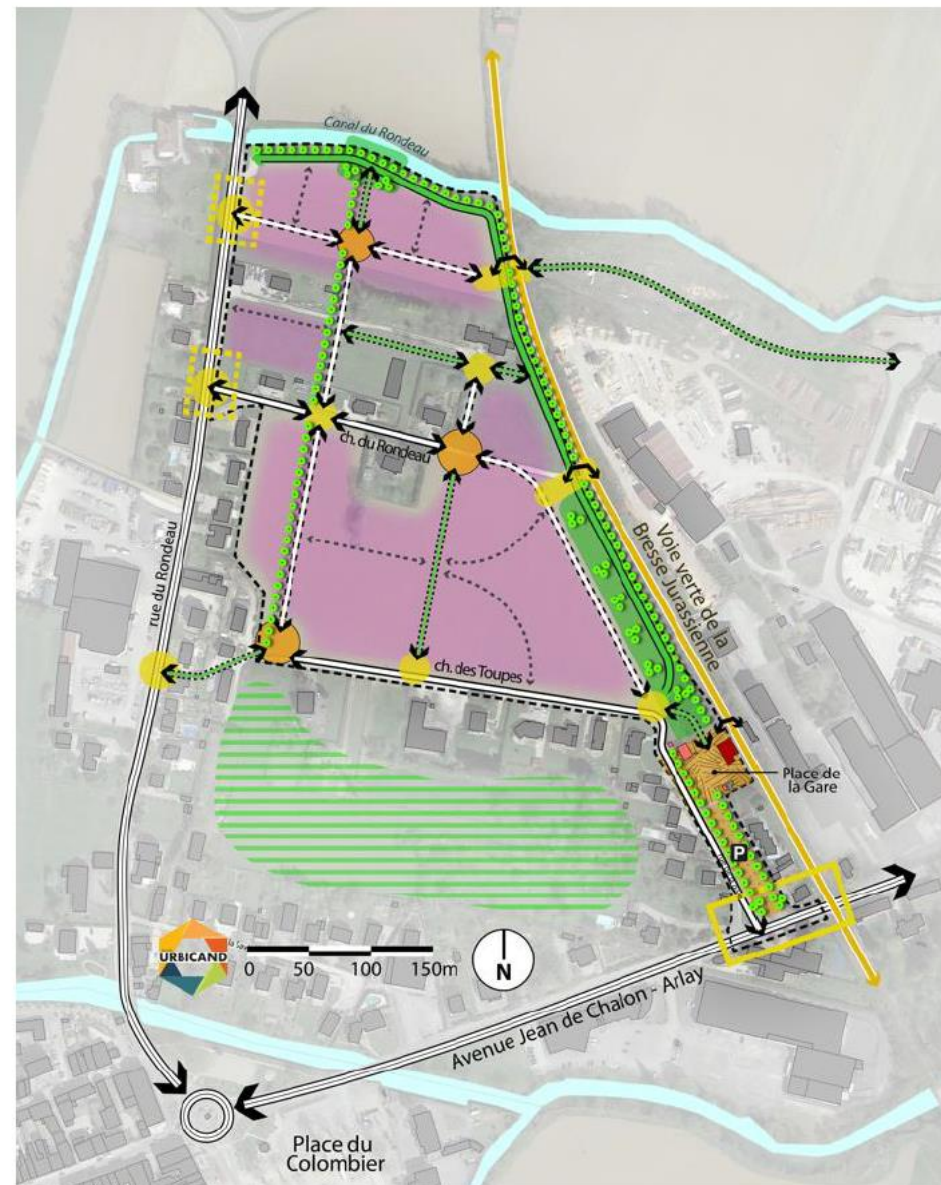 Canal du Rondeau
rue du Rondeau
ch. du Rondeau
Voie verte de la
Bresse Jurassienne
ch. des Toupes
Place de
la Gare
P
URBICAND
0 50 100 150m
N
Avenue Jean de Chalon - Arlay
Place du
Colombier